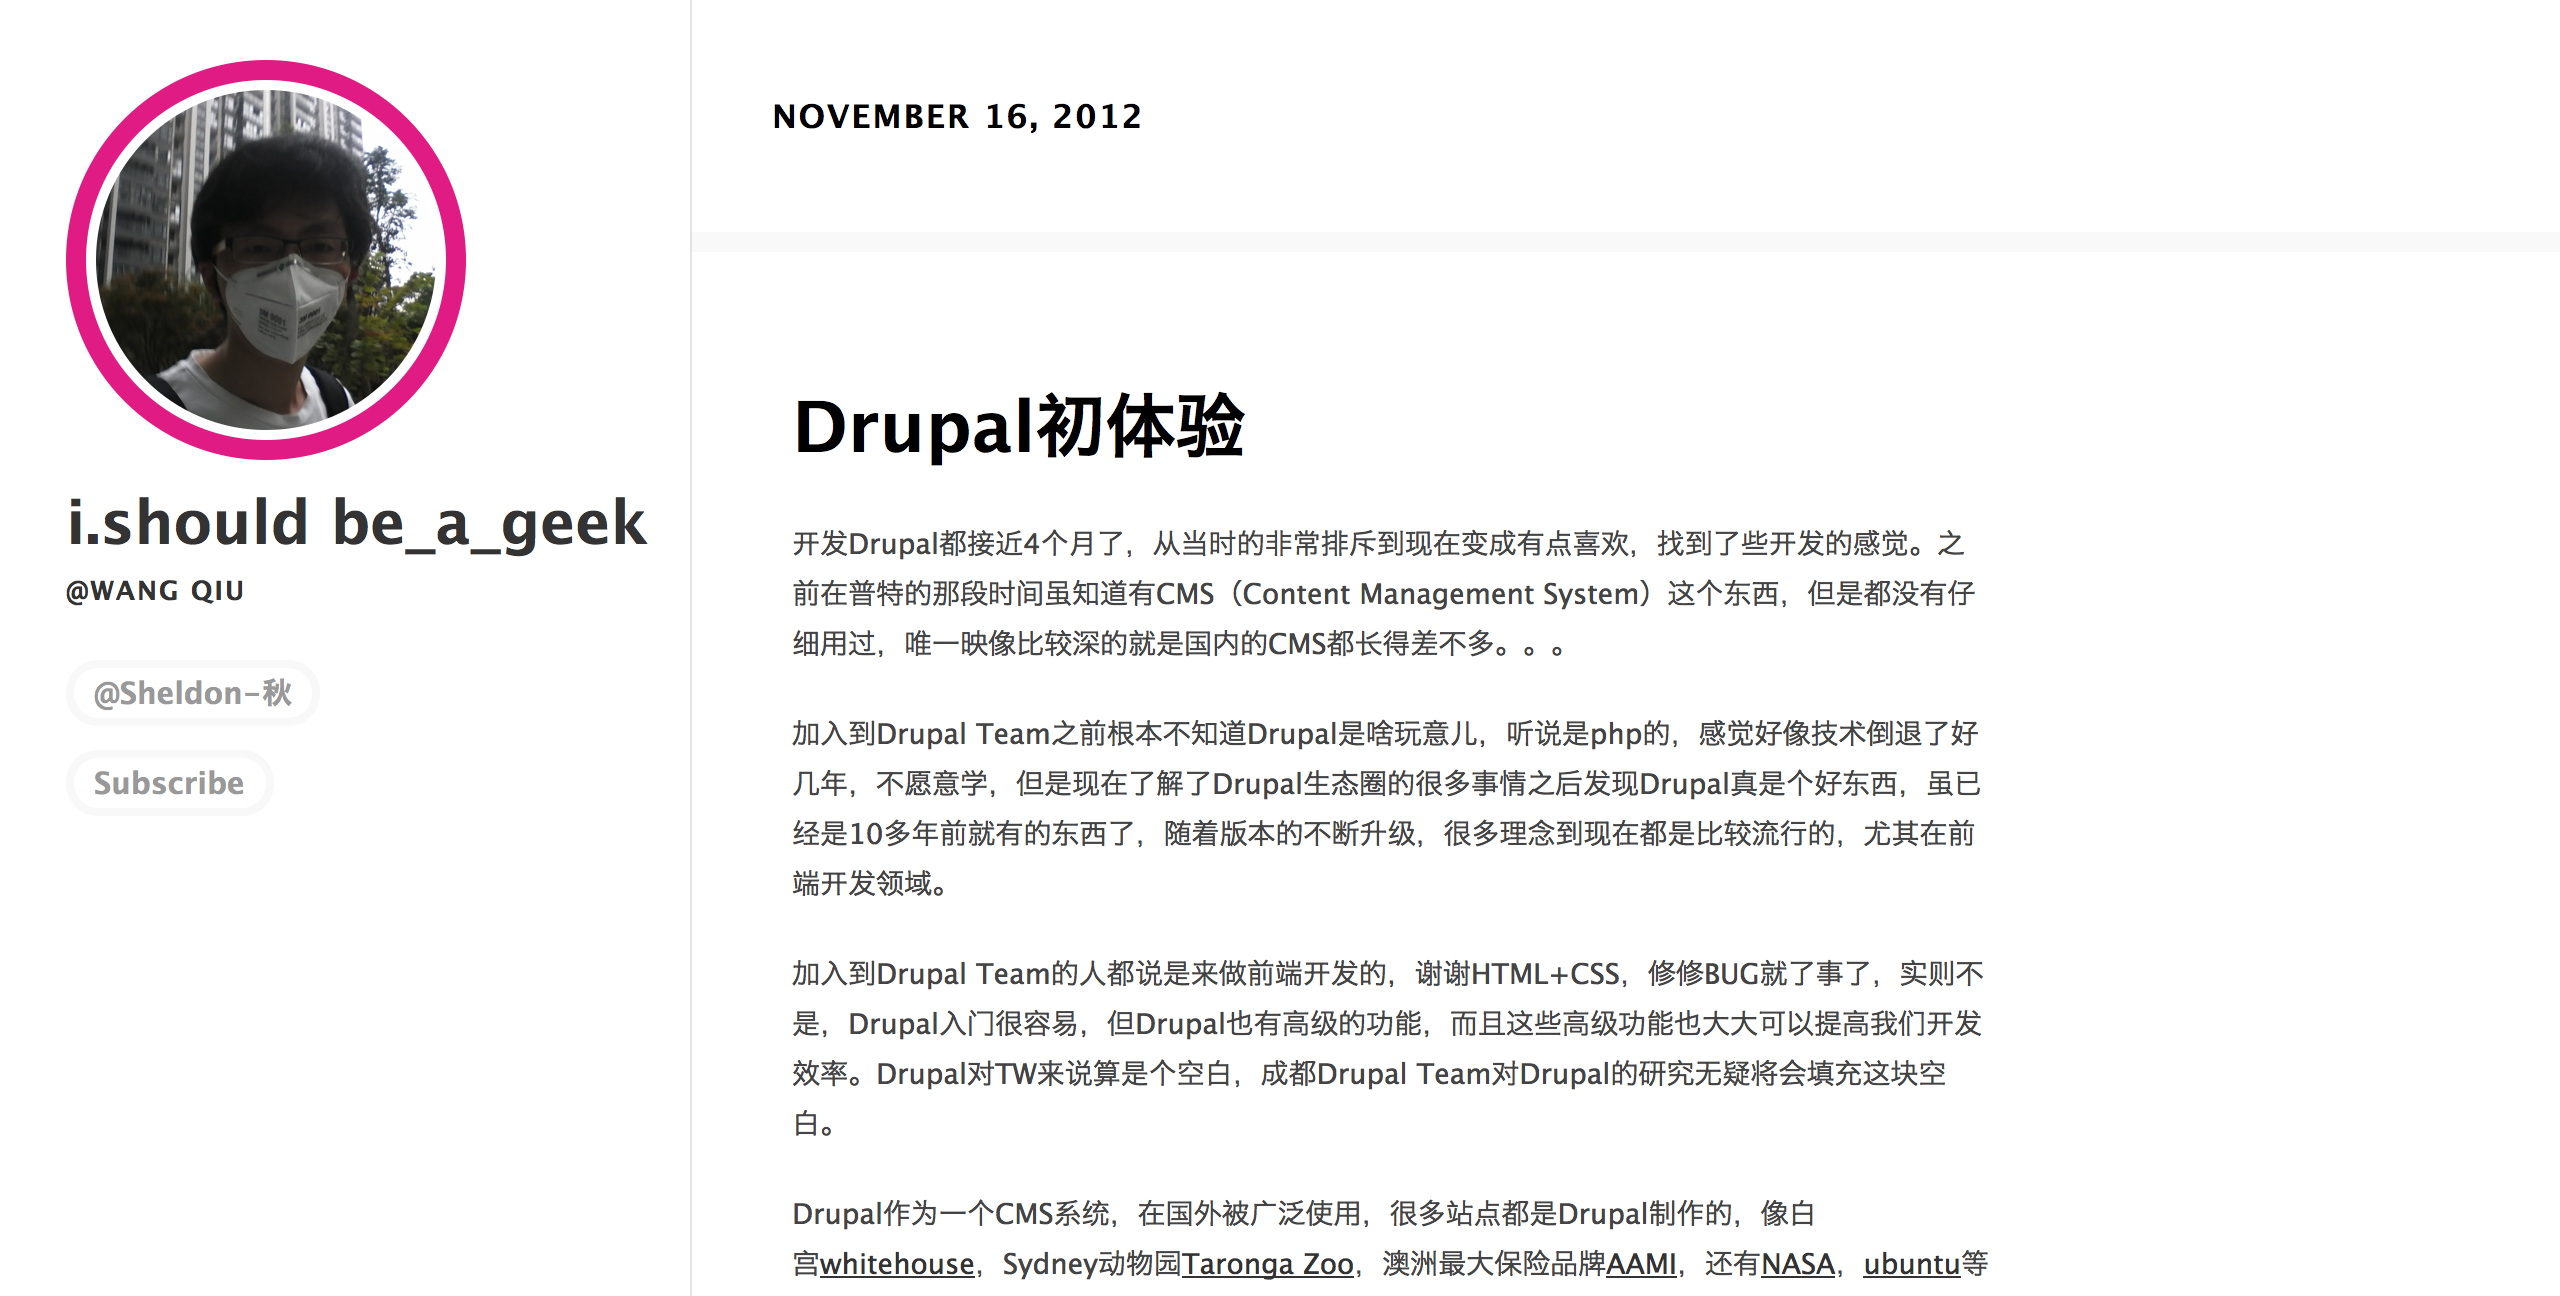 NOVEMBER 16, 2012
i.should be_a_geek
@WANG QIU
@Sheldon-秋
Subscribe
Drupal初体验
开发Drupal都接近4个月了，从当时的非常排斥到现在变成有点喜欢，找到了些开发的感觉。之
前在普特的那段时间虽知道有CMS（Content Management System）这个东西，但是都没有仔
细用过，唯一映像比较深的就是国内的CMS都长得差不多。。。
加入到Drupal Team之前根本不知道Drupal是啥玩意儿，听说是php的，感觉好像技术倒退了好
几年，不愿意学，但是现在了解了Drupal生态圈的很多事情之后发现Drupal真是个好东西，虽已
经是10多年前就有的东西了，随着版本的不断升级，很多理念到现在都是比较流行的，尤其在前
端开发领域。
加入到Drupal Team的人都说是来做前端开发的，谢谢HTML+CSS，修修BUG就了事了，实则不
是，Drupal入门很容易，但Drupal也有高级的功能，而且这些高级功能也大大可以提高我们开发
效率。Drupal对TW来说算是个空白，成都Drupal Team对Drupal的研究无疑将会填充这块空
白。
Drupal作为一个CMS系统，在国外被广泛使用，很多站点都是Drupal制作的，像白
宫whitehouse，Sydney动物园Taronga Zoo，澳洲最大保险品牌AAMI，还有NASA，ubuntu等